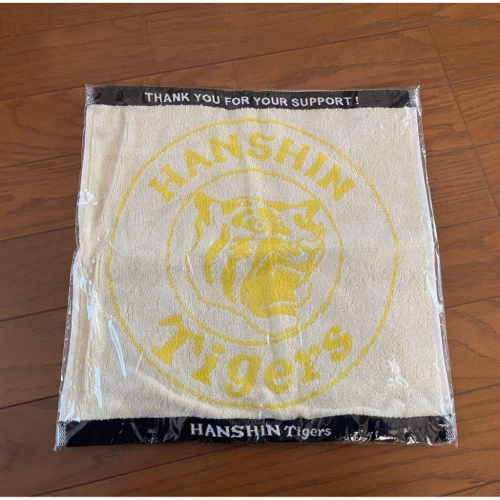 THANK YOU FOR YOUR SUPPORT!
HANSHIN
Tigers
HANSHIN Tigers